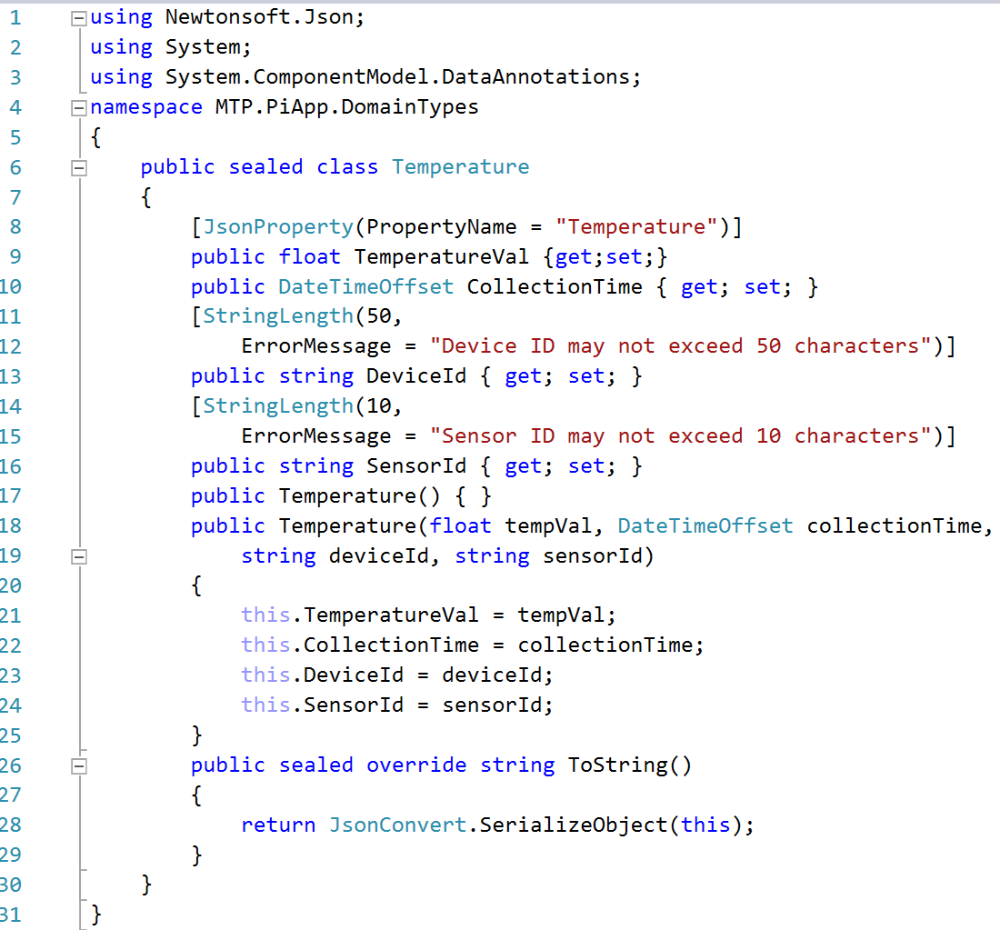 1 using Newtonsoft.Json;
2 using System;
3 using System.ComponentModel.DataAnnotations;
4 namespace MTP.PiApp.DomainTypes
5 {
6     public sealed class Temperature
7     {
8         [JsonProperty(PropertyName = "Temperature")]
9         public float TemperatureVal {get;set;}
10         public DateTimeOffset CollectionTime { get; set; }
11         [StringLength(50,
12             ErrorMessage = "Device ID may not exceed 50 characters")]
13         public string DeviceId { get; set; }
14         [StringLength(10,
15             ErrorMessage = "Sensor ID may not exceed 10 characters")]
16         public string SensorId { get; set; }
17         public Temperature() { }
18         public Temperature(float tempVal, DateTimeOffset collectionTime,
19             string deviceId, string sensorId)
20         {
21             this.TemperatureVal = tempVal;
22             this.CollectionTime = collectionTime;
23             this.DeviceId = deviceId;
24             this.SensorId = sensorId;
25         }
26         public sealed override string ToString()
27         {
28             return JsonConvert.SerializeObject(this);
29         }
30     }
31 }